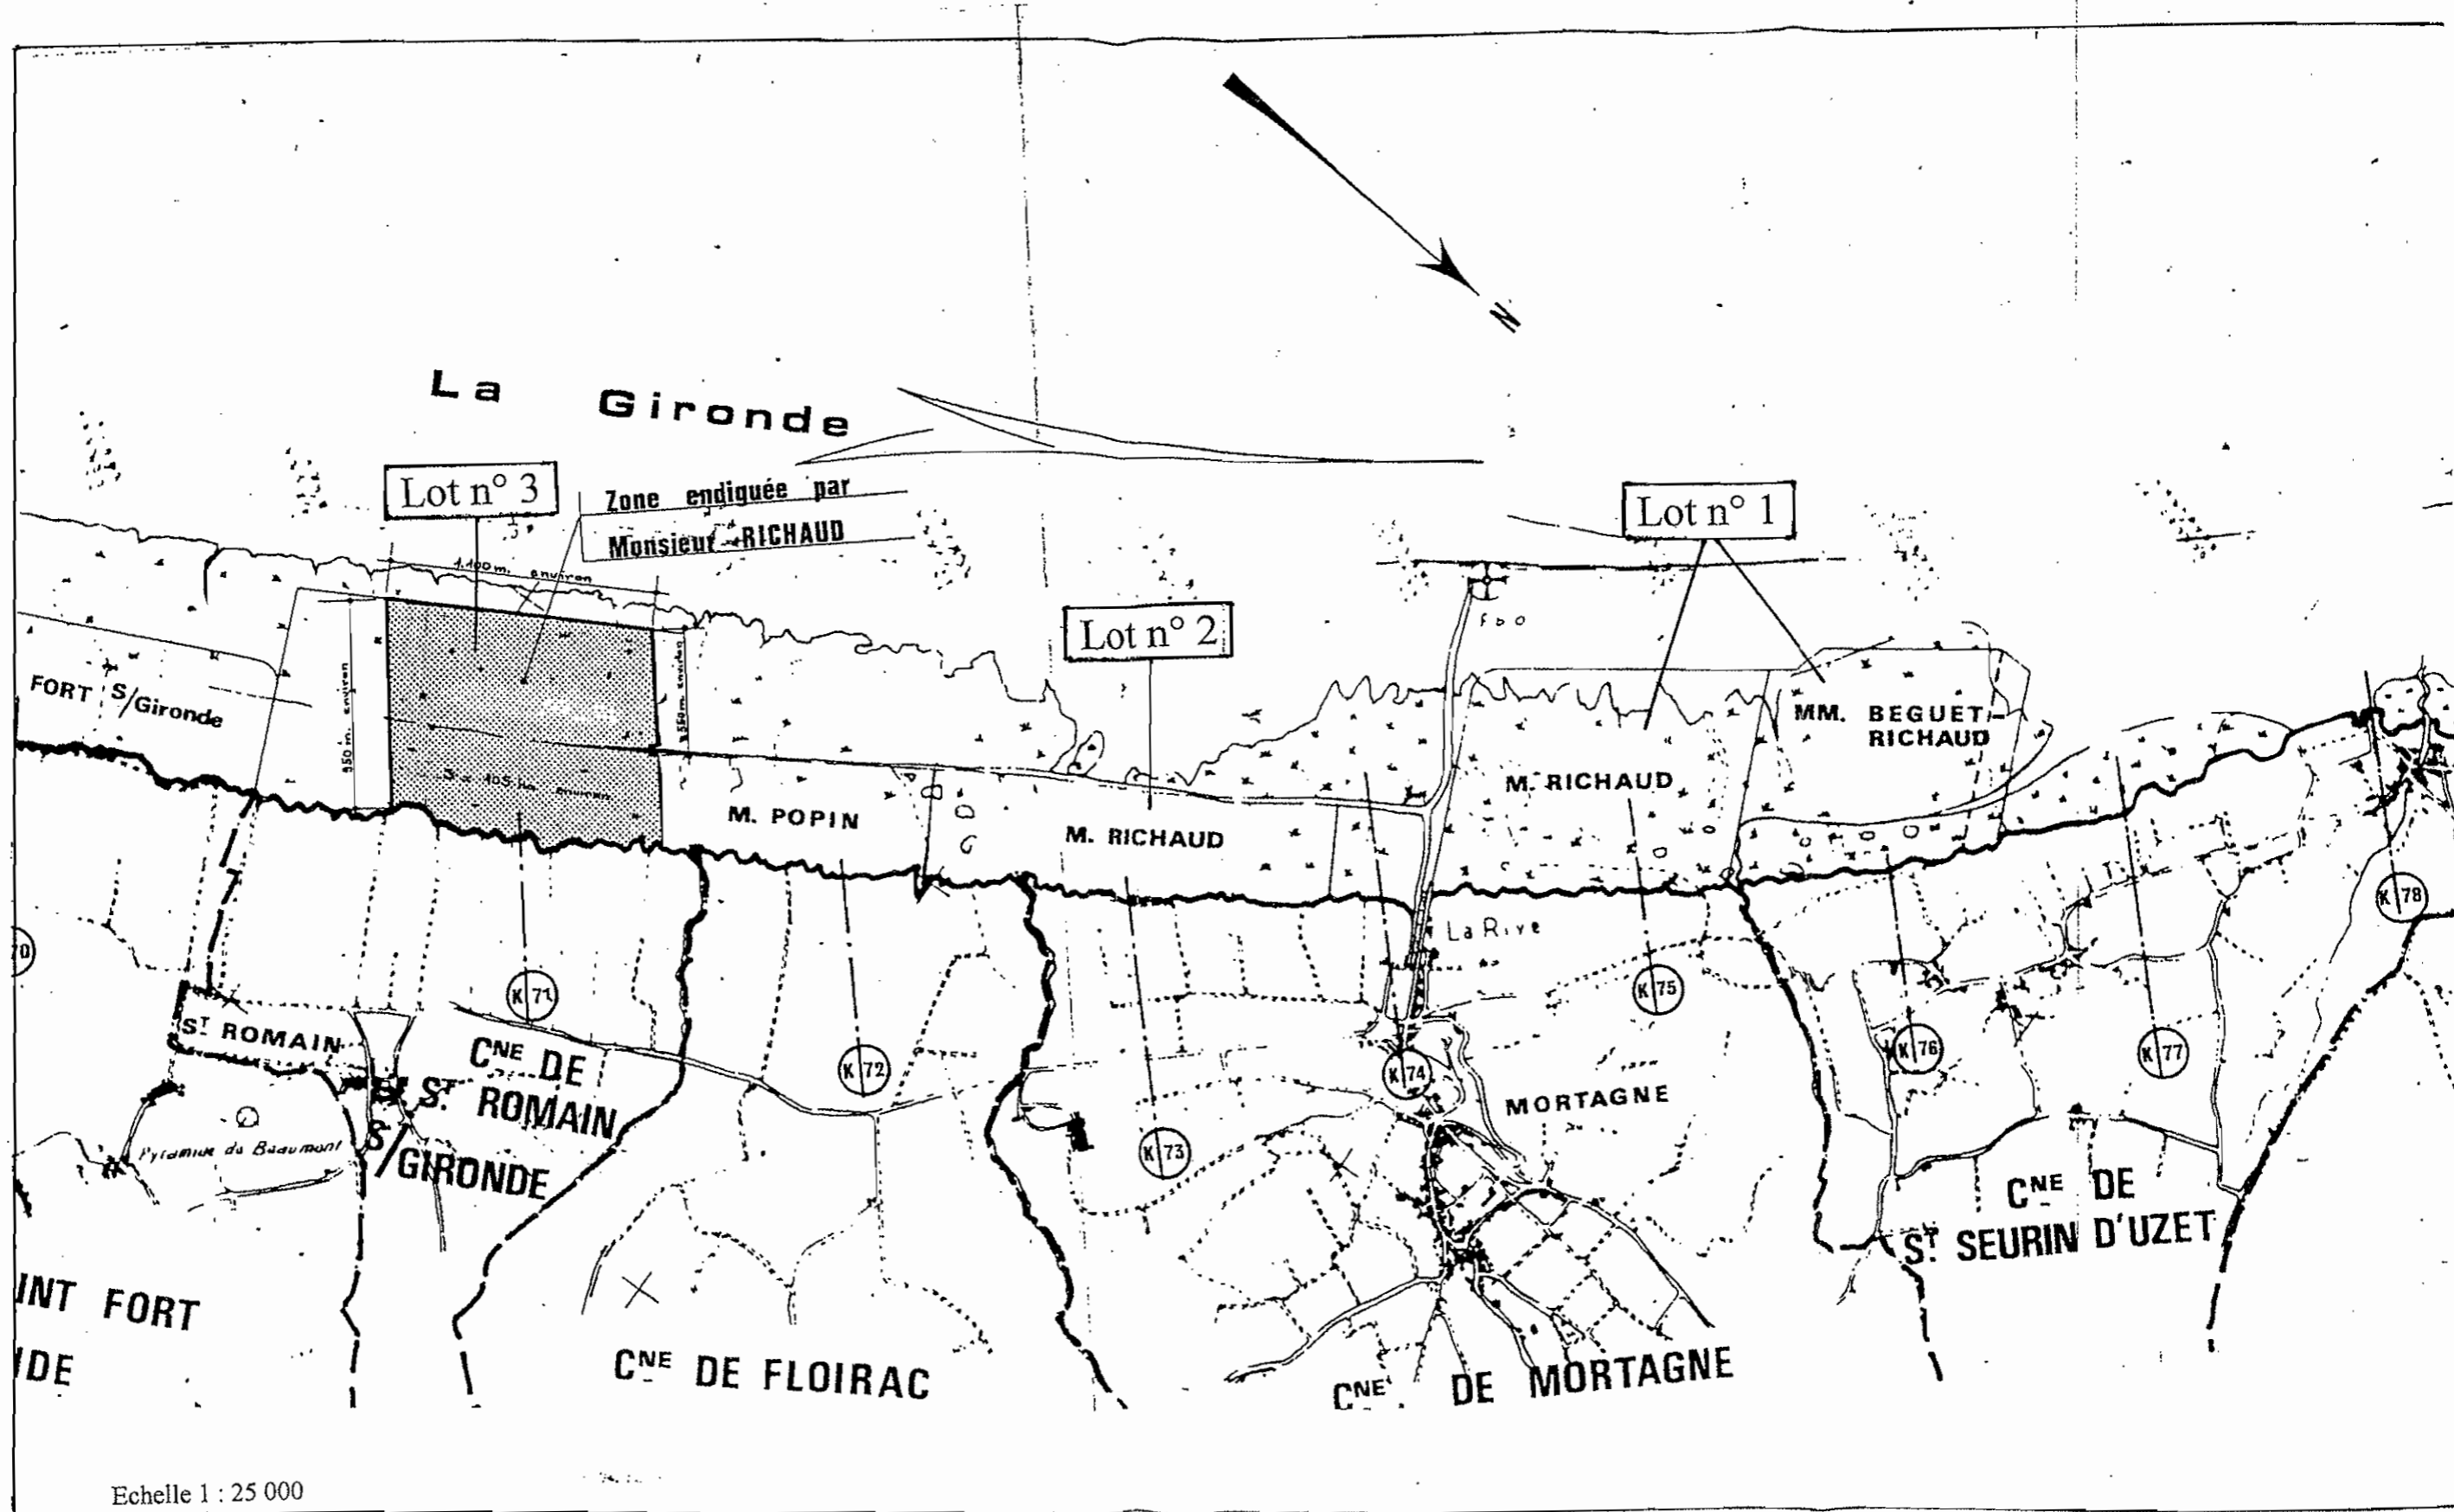 N
La Gironde
Lot n° 3
Zone endiguée par
Monsieur RICHAUD
Lot n° 1
1.100 m. environ
Lot n° 2
FORT S/Gironde
950 m. environ
environ
S = 105 ha environ
M. POPIN
M. RICHAUD
M. RICHAUD
MM. BEGUET-
RICHAUD
La Rive
K 71
K 72
K 73
K 74
K 75
K 76
K 77
K 78
ST ROMAIN
CNE DE
ST ROMAIN
S/GIRONDE
MORTAGNE
Pyramide de Beaumont
CNE DE
ST SEURIN D'UZET
INT FORT
IDE
CNE DE FLOIRAC
CNE DE MORTAGNE
Echelle 1 : 25 000